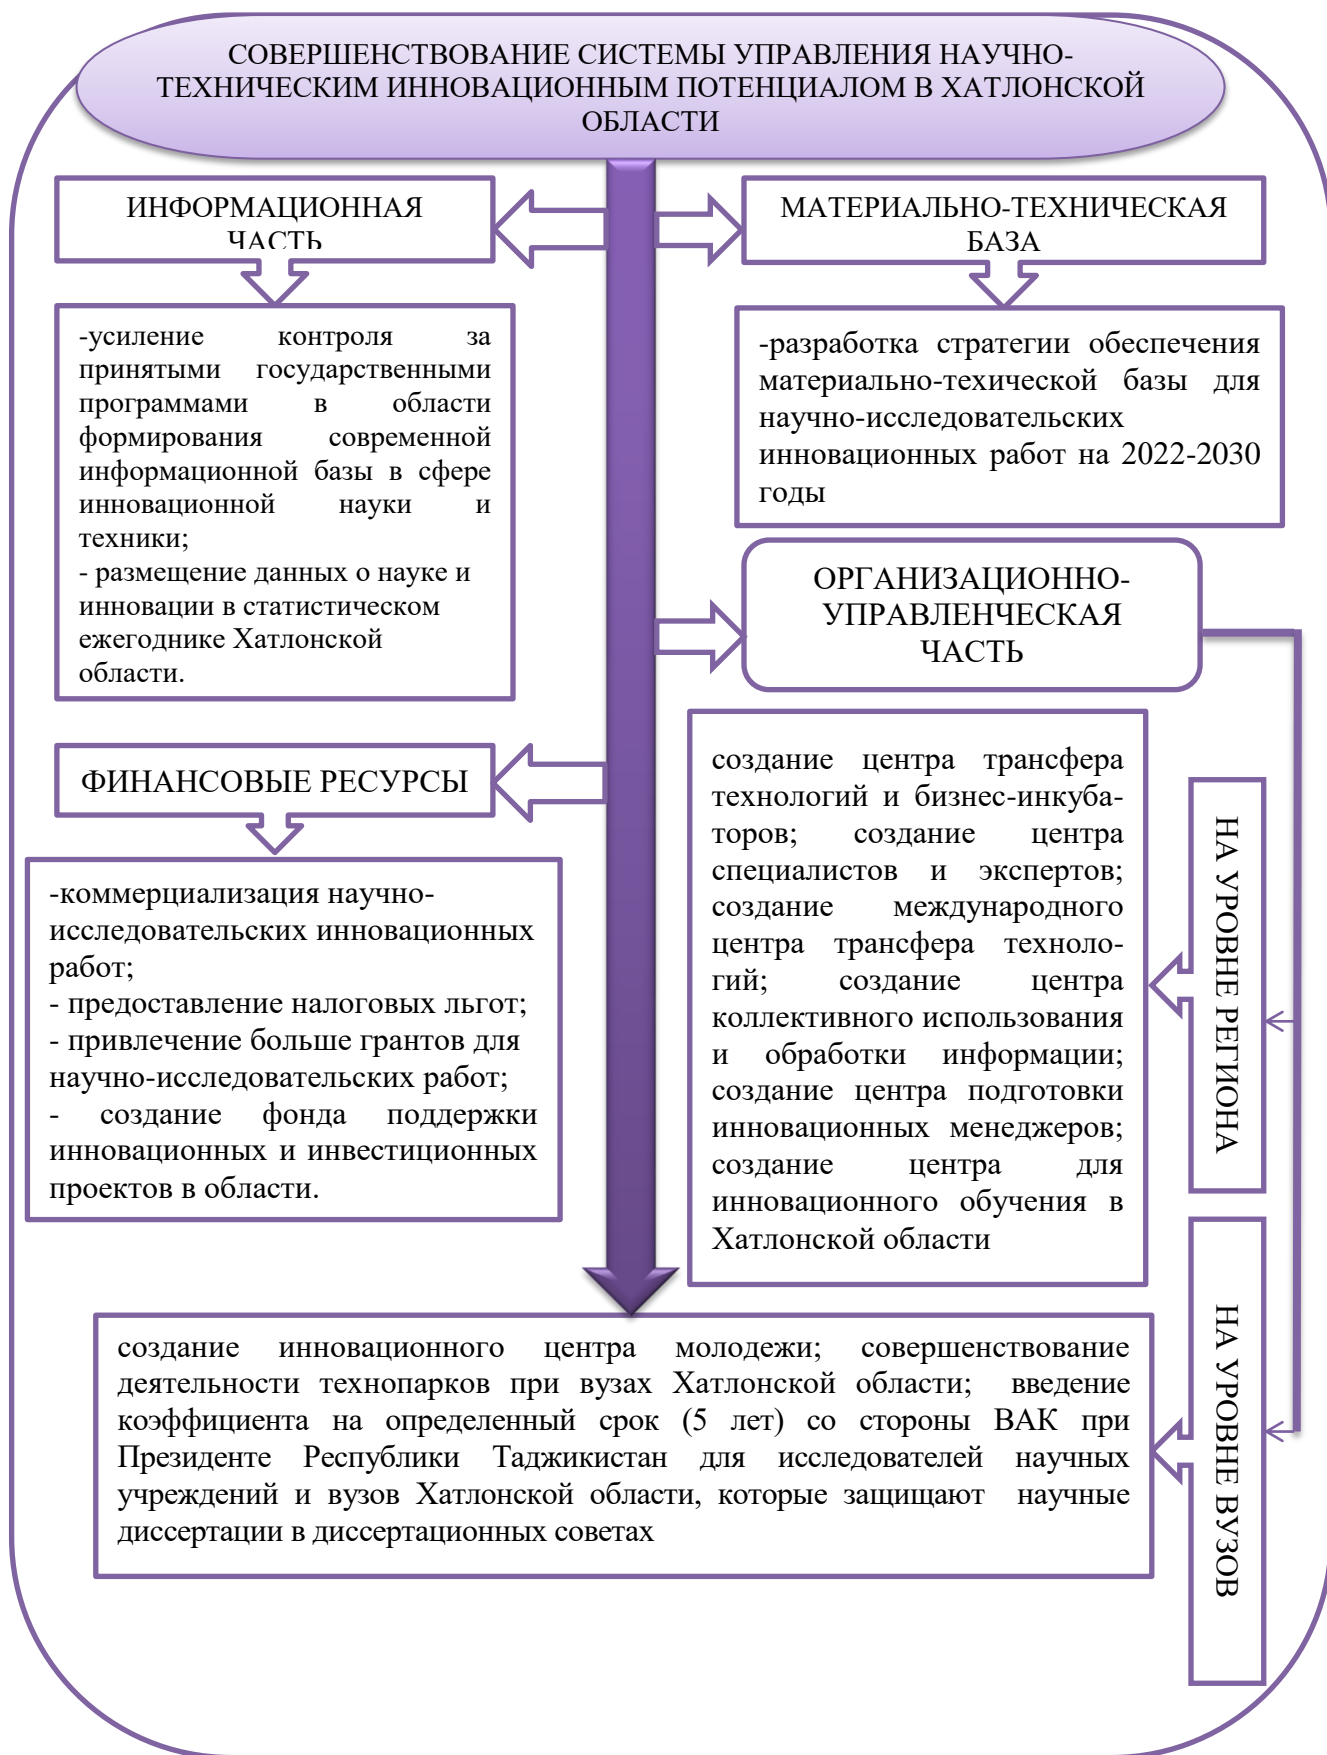 СОВЕРШЕНСТВОВАНИЕ СИСТЕМЫ УПРАВЛЕНИЯ НАУЧНО-
ТЕХНИЧЕСКИМ ИННОВАЦИОННЫМ ПОТЕНЦИАЛОМ В ХАТЛОНСКОЙ
ОБЛАСТИ
ИНФОРМАЦИОННАЯ
ЧАСТЬ
-усиление контроля за
принятыми государственными
программами в области
формирования современной
информационной базы в сфере
инновационной науки и
техники;
- размещение данных о науке и
инновации в статистическом
ежегоднике Хатлонской
области.
МАТЕРИАЛЬНО-ТЕХНИЧЕСКАЯ
БАЗА
-разработка стратегии обеспечения
материально-техической базы для
научно-исследовательских
инновационных работ на 2022-2030
годы
ОРГАНИЗАЦИОННО-
УПРАВЛЕНЧЕСКАЯ
ЧАСТЬ
ФИНАНСОВЫЕ РЕСУРСЫ
-коммерциализация научно-
исследовательских инновационных
работ;
- предоставление налоговых льгот;
- привлечение больше грантов для
научно-исследовательских работ;
- создание фонда поддержки
инновационных и инвестиционных
проектов в области.
создание центра трансфера
технологий и бизнес-инкуба-
торов; создание центра
специалистов и экспертов;
создание международного
центра трансфера техноло-
гий; создание центра
коллективного использования
и обработки информации;
создание центра подготовки
инновационных менеджеров;
создание центра для
инновационного обучения в
Хатлонской области
НА УРОВНЕ РЕГИОНА
создание инновационного центра молодежи; совершенствование
деятельности технопарков при вузах Хатлонской области; введение
коэффициента на определенный срок (5 лет) со стороны ВАК при
Президенте Республики Таджикистан для исследователей научных
учреждений и вузов Хатлонской области, которые защищают научные
диссертации в диссертационных советах
НА УРОВНЕ ВУЗОВ